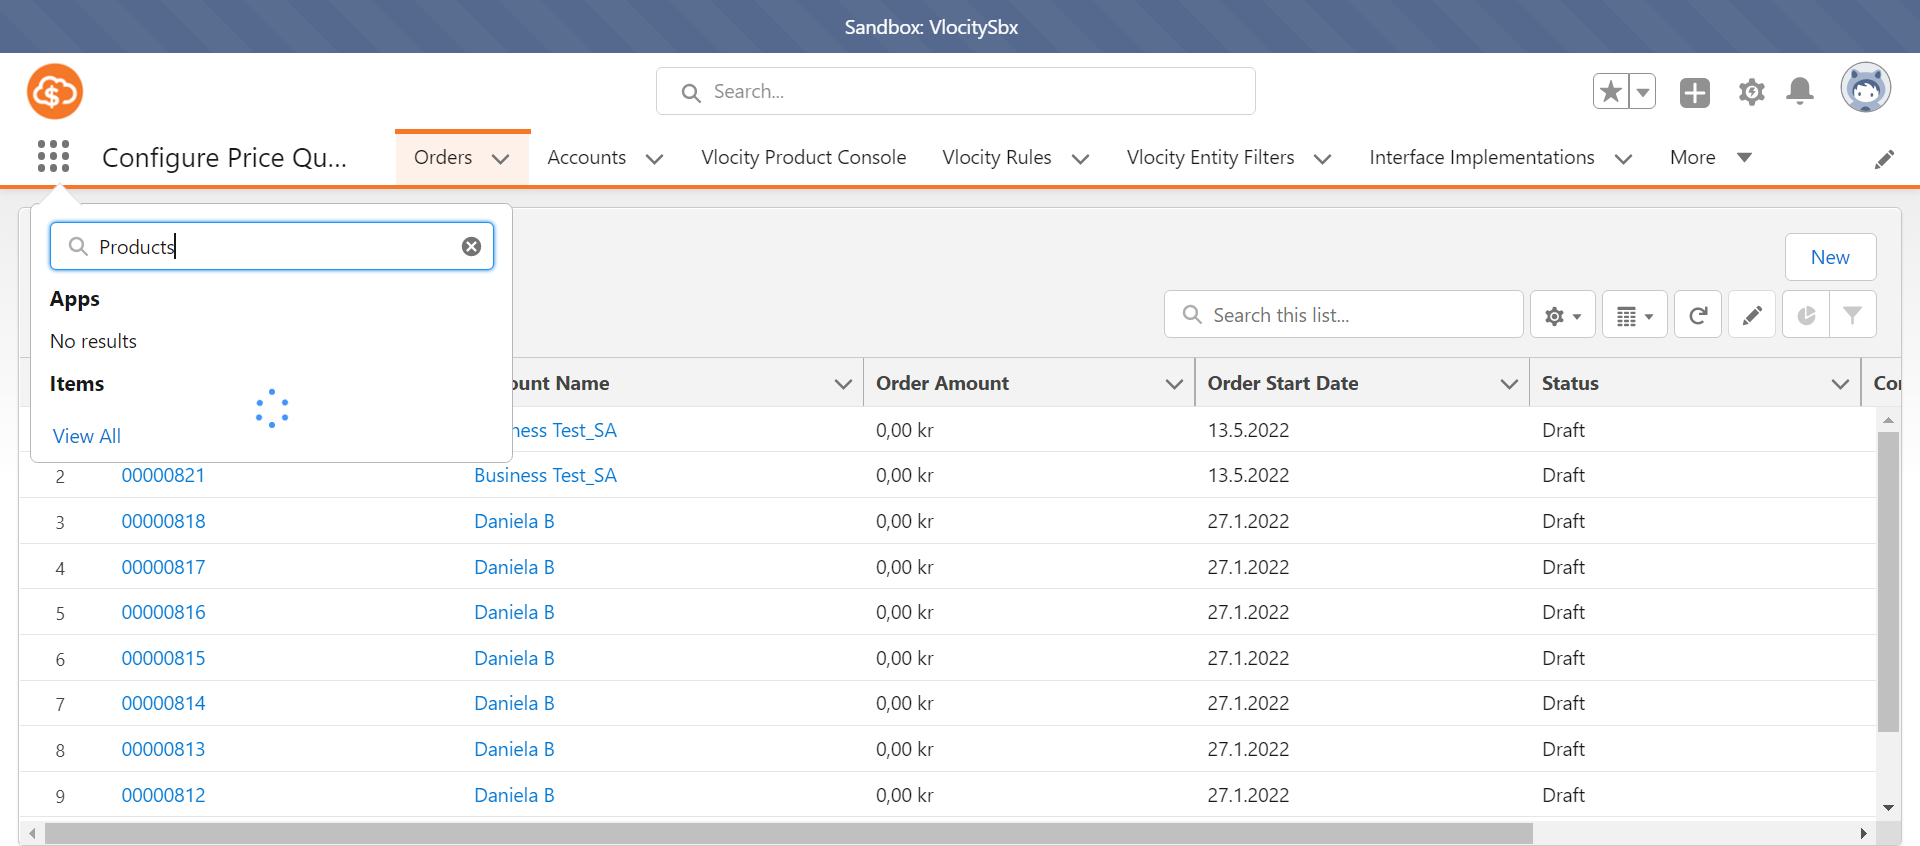 Sandbox: VlocitySbx
Search...
Configure Price Qu...
Orders
Accounts
Vlocity Product Console
Vlocity Rules
Vlocity Entity Filters
Interface Implementations
More
Products
Apps
No results
Items
View All
New
Search this list...
ount Name
Order Amount
Order Start Date
Status
Co
ness Test_SA 0,00 kr 13.5.2022 Draft
2 00000821 Business Test_SA 0,00 kr 13.5.2022 Draft
3 00000818 Daniela B 0,00 kr 27.1.2022 Draft
4 00000817 Daniela B 0,00 kr 27.1.2022 Draft
5 00000816 Daniela B 0,00 kr 27.1.2022 Draft
6 00000815 Daniela B 0,00 kr 27.1.2022 Draft
7 00000814 Daniela B 0,00 kr 27.1.2022 Draft
8 00000813 Daniela B 0,00 kr 27.1.2022 Draft
9 00000812 Daniela B 0,00 kr 27.1.2022 Draft